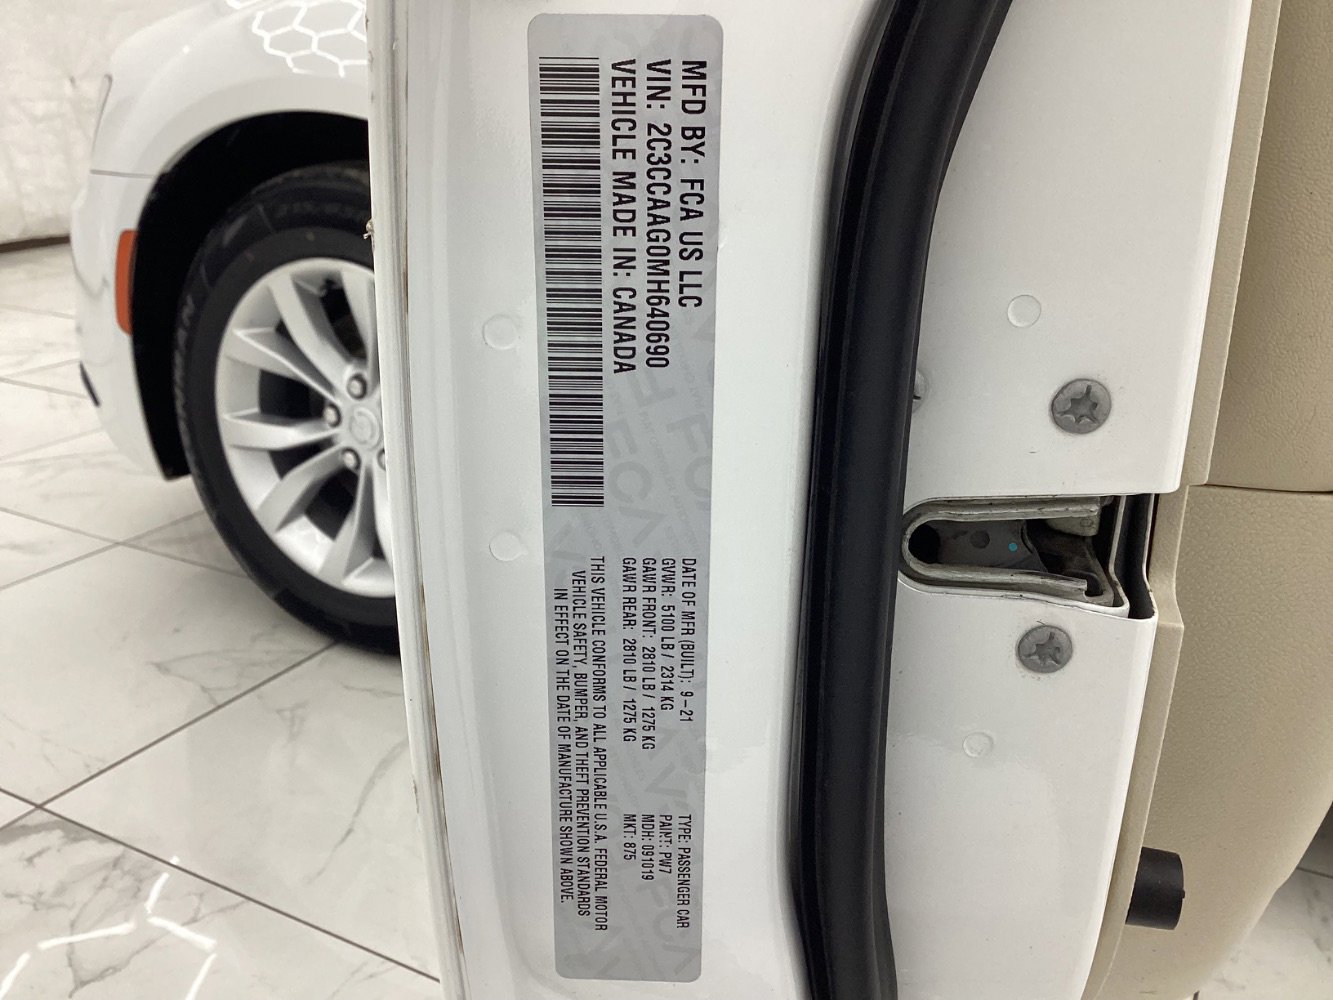 MFD BY: FCA US LLC
VIN: 2C3CCAAG0MH640690
VEHICLE MADE IN: CANADA
DATE OF MFR (BUILT): 9-21
GVWR: 5100 LB / 2314 KG
GAWR FRONT: 2810 LB / 1275 KG
GAWR REAR: 2810 LB / 1275 KG
TYPE: PASSENGER CAR
PAINT: PW7
MDH: 091019
MKT: 875
THIS VEHICLE CONFORMS TO ALL APPLICABLE U.S.A. FEDERAL MOTOR
VEHICLE SAFETY, BUMPER, AND THEFT PREVENTION STANDARDS
IN EFFECT ON THE DATE OF MANUFACTURE SHOWN ABOVE.